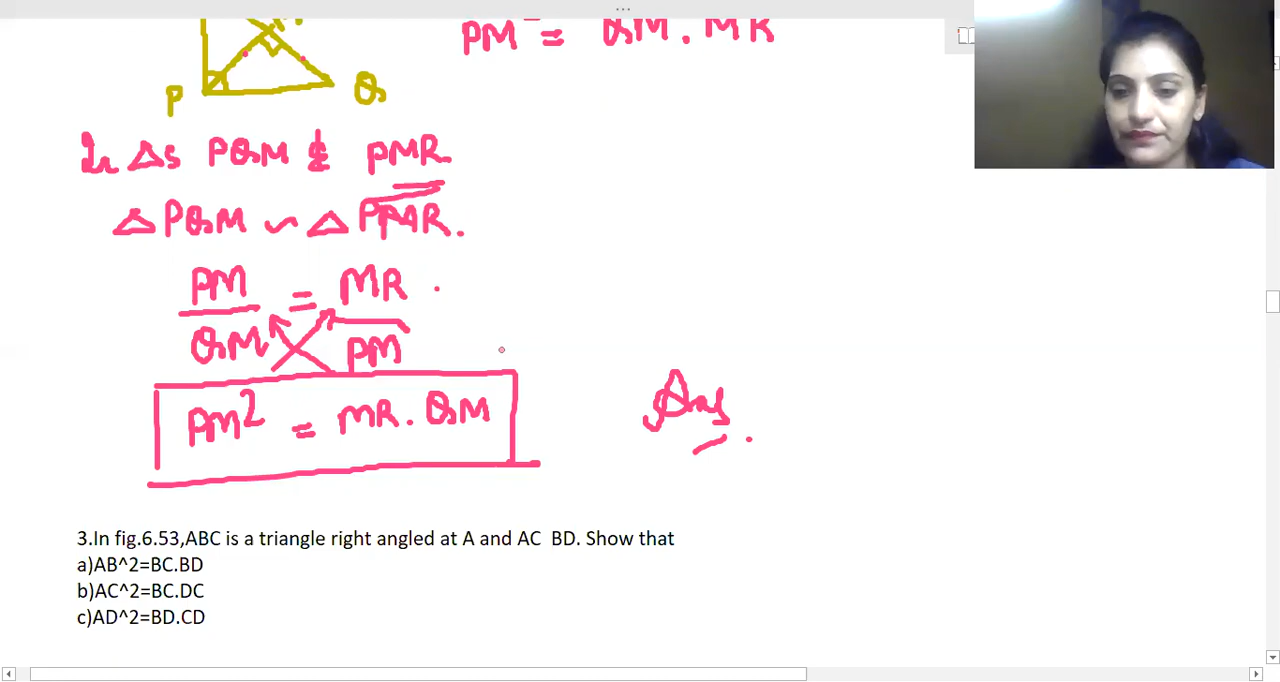 PM² = QM . MR
P Q
In Δs PQM & PMR.
Δ PQM ~ Δ PMR.
PM = MR .
QM PM
PM² = MR . QM
Ans .
3.In fig.6.53,ABC is a triangle right angled at A and AC BD. Show that
a)AB^2=BC.BD
b)AC^2=BC.DC
c)AD^2=BD.CD